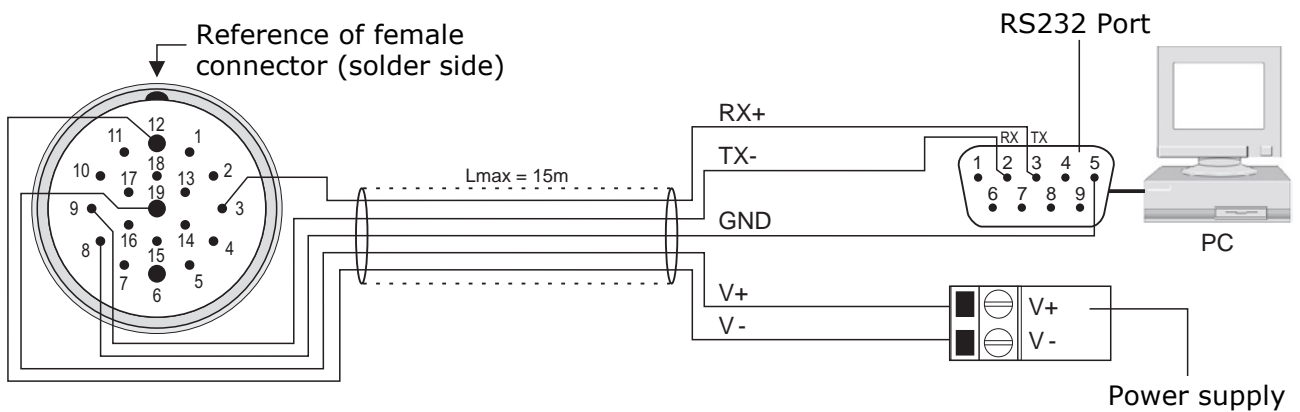 Reference of female
connector (solder side)
RS232 Port
12
11
1
10
18
2
17
13
19
9
3
16
14
8
15
4
7
5
6
Lmax = 15m
RX+
TX-
GND
V+
V -
RX TX
1 2 3 4 5
6 7 8 9
PC
V+
V -
Power supply